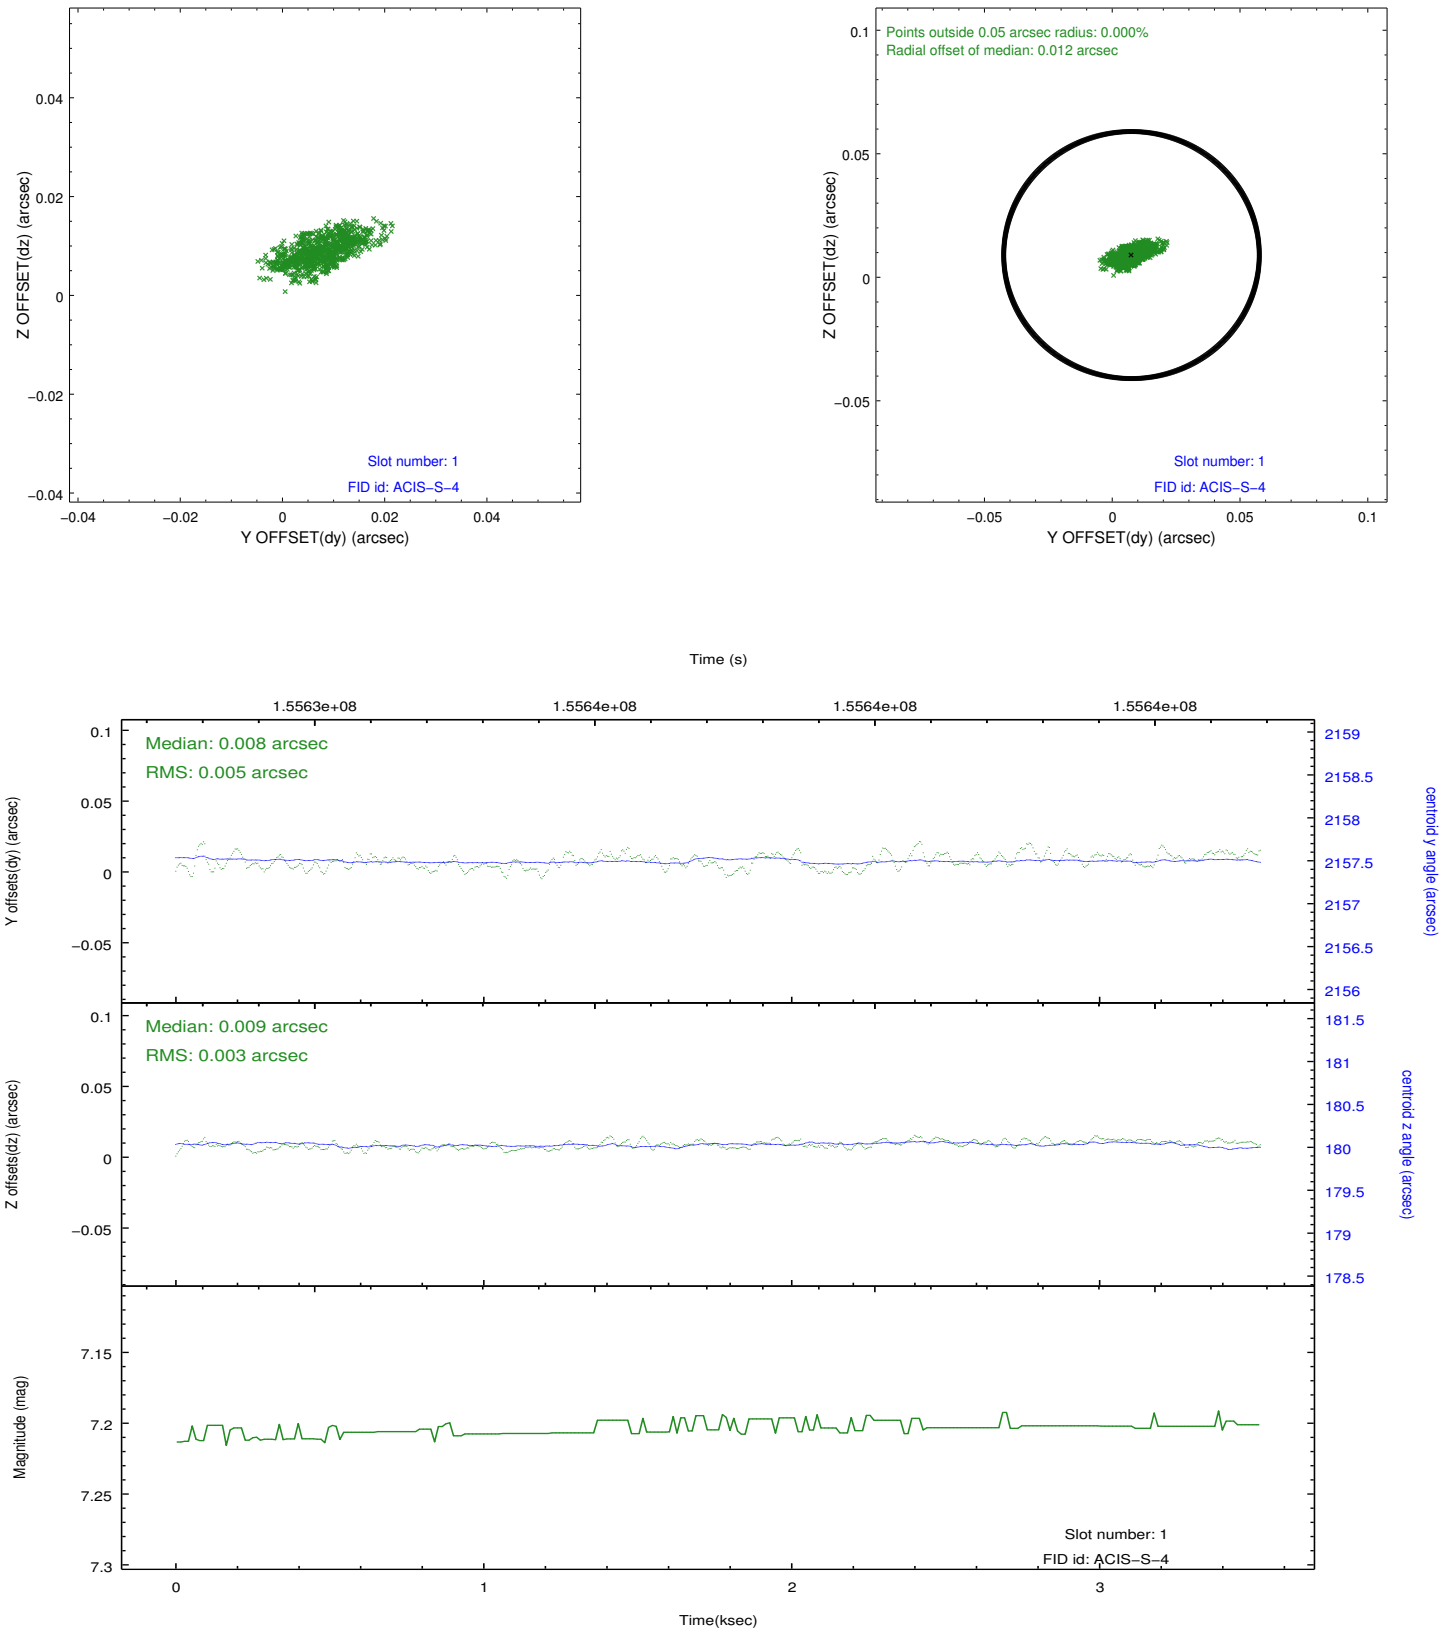 0.04
0.02
0
−0.02
−0.04
Z OFFSET(dz) (arcsec)
Slot number: 1
FID id: ACIS−S−4
−0.04
−0.02
0
0.02
0.04
Y OFFSET(dy) (arcsec)
Points outside 0.05 arcsec radius: 0.000%
Radial offset of median: 0.012 arcsec
0.1
0.05
0
−0.05
Z OFFSET(dz) (arcsec)
Slot number: 1
FID id: ACIS−S−4
−0.05
0
0.05
0.1
Y OFFSET(dy) (arcsec)
Time (s)
1.5563e+08
1.5564e+08
1.5564e+08
1.5564e+08
Median: 0.008 arcsec
RMS: 0.005 arcsec
0.1
0.05
0
−0.05
Y offsets(dy) (arcsec)
2159
2158.5
2158
2157.5
2157
2156.5
2156
centroid y angle (arcsec)
Median: 0.009 arcsec
RMS: 0.003 arcsec
0.1
0.05
0
−0.05
Z offsets(dz) (arcsec)
181.5
181
180.5
180
179.5
179
178.5
centroid z angle (arcsec)
7.15
7.2
7.25
7.3
Magnitude (mag)
Slot number: 1
FID id: ACIS−S−4
0
1
2
3
Time(ksec)